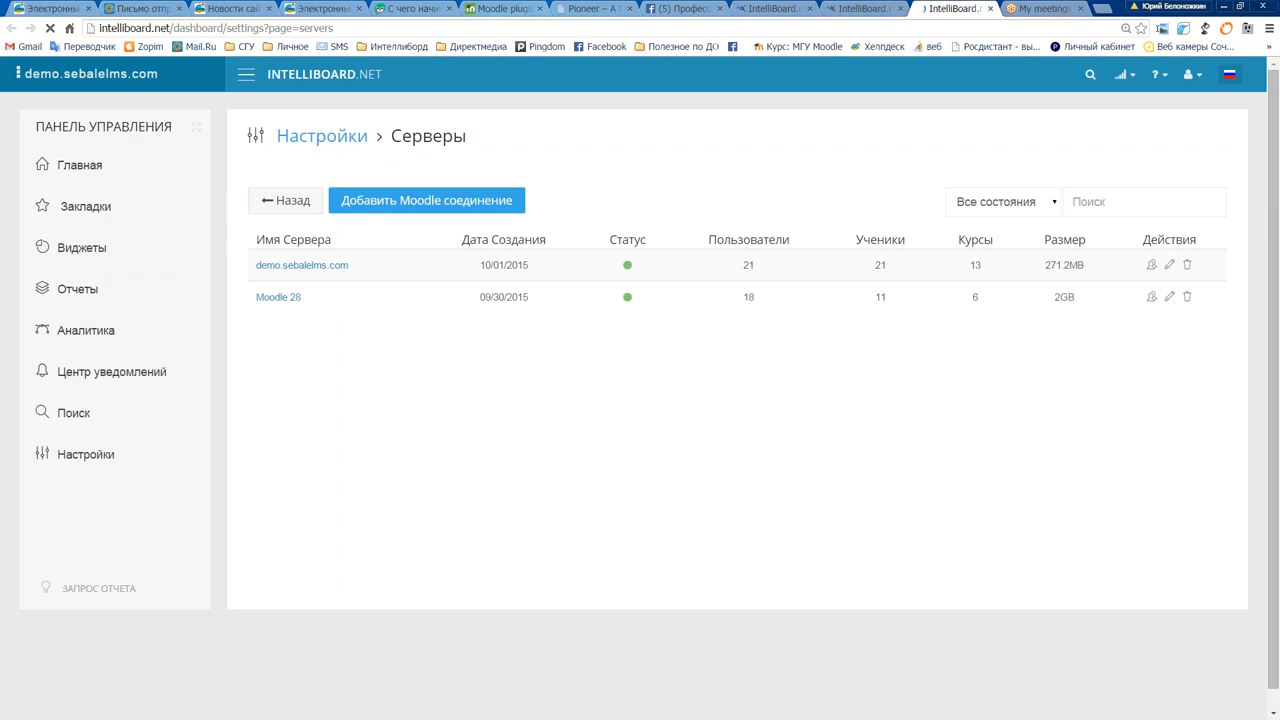 Электронны
Письмо отпр
Новости сай
Электронны
С чего начин
Moodle plug
Pioneer – A t
(5) Професс
IntelliBoard.r
IntelliBoard.r
IntelliBoard.r
My meetings
Юрий Белоножкин
intelliboard.net/dashboard/settings?page=servers
Gmail Переводчик Zopim Mail.Ru СГУ Личное SMS Интеллиборд Директмедиа Pingdom Facebook Полезное по ДО Курс: МГУ Moodle Хелпдеск веб Росдистант - вы... Личный кабинет Веб камеры Соч... »
demo.sebalelms.com
INTELLIBOARD.NET
ПАНЕЛЬ УПРАВЛЕНИЯ
Главная
Закладки
Виджеты
Отчеты
Аналитика
Центр уведомлений
Поиск
Настройки
ЗАПРОС ОТЧЕТА
Настройки › Серверы
Назад Добавить Moodle соединение Все состояния Поиск
Имя Сервера Дата Создания Статус Пользователи Ученики Курсы Размер Действия
demo.sebalelms.com 10/01/2015 21 21 13 271.2MB
Moodle 28 09/30/2015 18 11 6 2GB